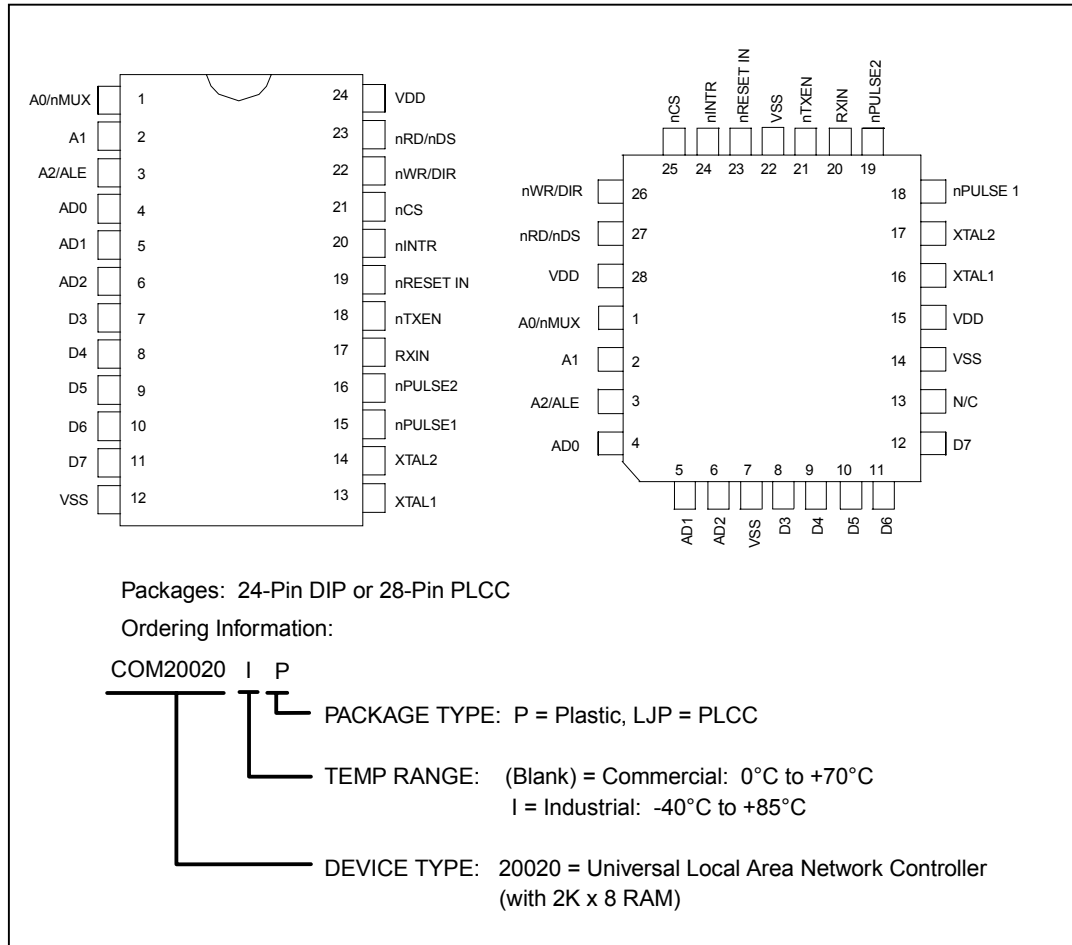 A0/nMUX 1 24 VDD
A1 2 23 nRD/nDS
A2/ALE 3 22 nWR/DIR
AD0 4 21 nCS
AD1 5 20 nINTR
AD2 6 19 nRESET IN
D3 7 18 nTXEN
D4 8 17 RXIN
D5 9 16 nPULSE2
D6 10 15 nPULSE1
D7 11 14 XTAL2
VSS 12 13 XTAL1
nCS nINTR nRESET IN VSS nTXEN RXIN nPULSE2
25 24 23 22 21 20 19
nWR/DIR 26 18 nPULSE 1
nRD/nDS 27 17 XTAL2
VDD 28 16 XTAL1
A0/nMUX 1 15 VDD
A1 2 14 VSS
A2/ALE 3 13 N/C
AD0 4 12 D7
5 6 7 8 9 10 11
AD1 AD2 VSS D3 D4 D5 D6
Packages: 24-Pin DIP or 28-Pin PLCC
Ordering Information:
COM20020 I P
PACKAGE TYPE: P = Plastic, LJP = PLCC
TEMP RANGE: (Blank) = Commercial: 0°C to +70°C
I = Industrial: -40°C to +85°C
DEVICE TYPE: 20020 = Universal Local Area Network Controller
(with 2K x 8 RAM)